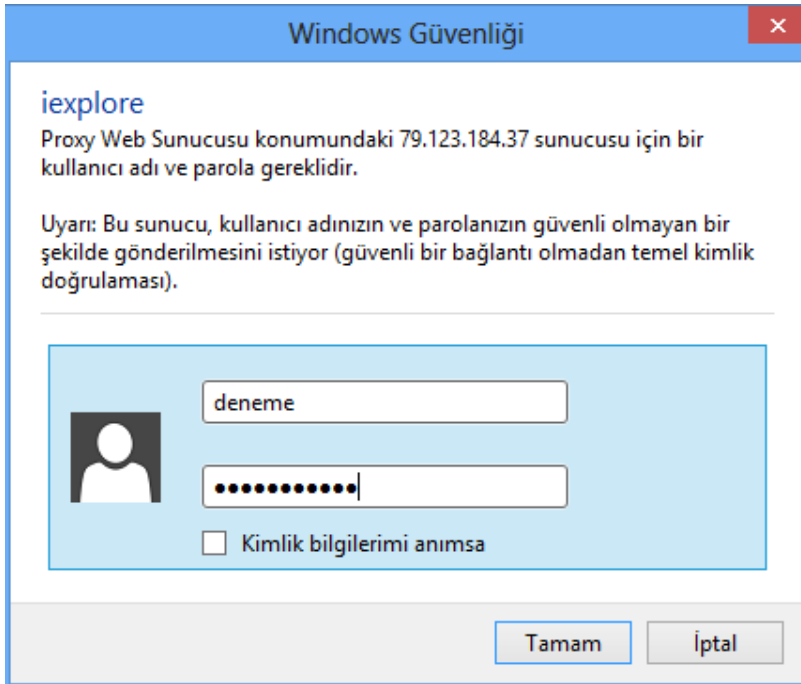 Windows Güvenliği
iexplore
Proxy Web Sunucusu konumundaki 79.123.184.37 sunucusu için bir
kullanıcı adı ve parola gereklidir.
Uyarı: Bu sunucu, kullanıcı adınızın ve parolanızın güvenli olmayan bir
şekilde gönderilmesini istiyor (güvenli bir bağlantı olmadan temel kimlik
doğrulaması).
deneme
●●●●●●●●●●●
Kimlik bilgilerimi anımsa
Tamam İptal